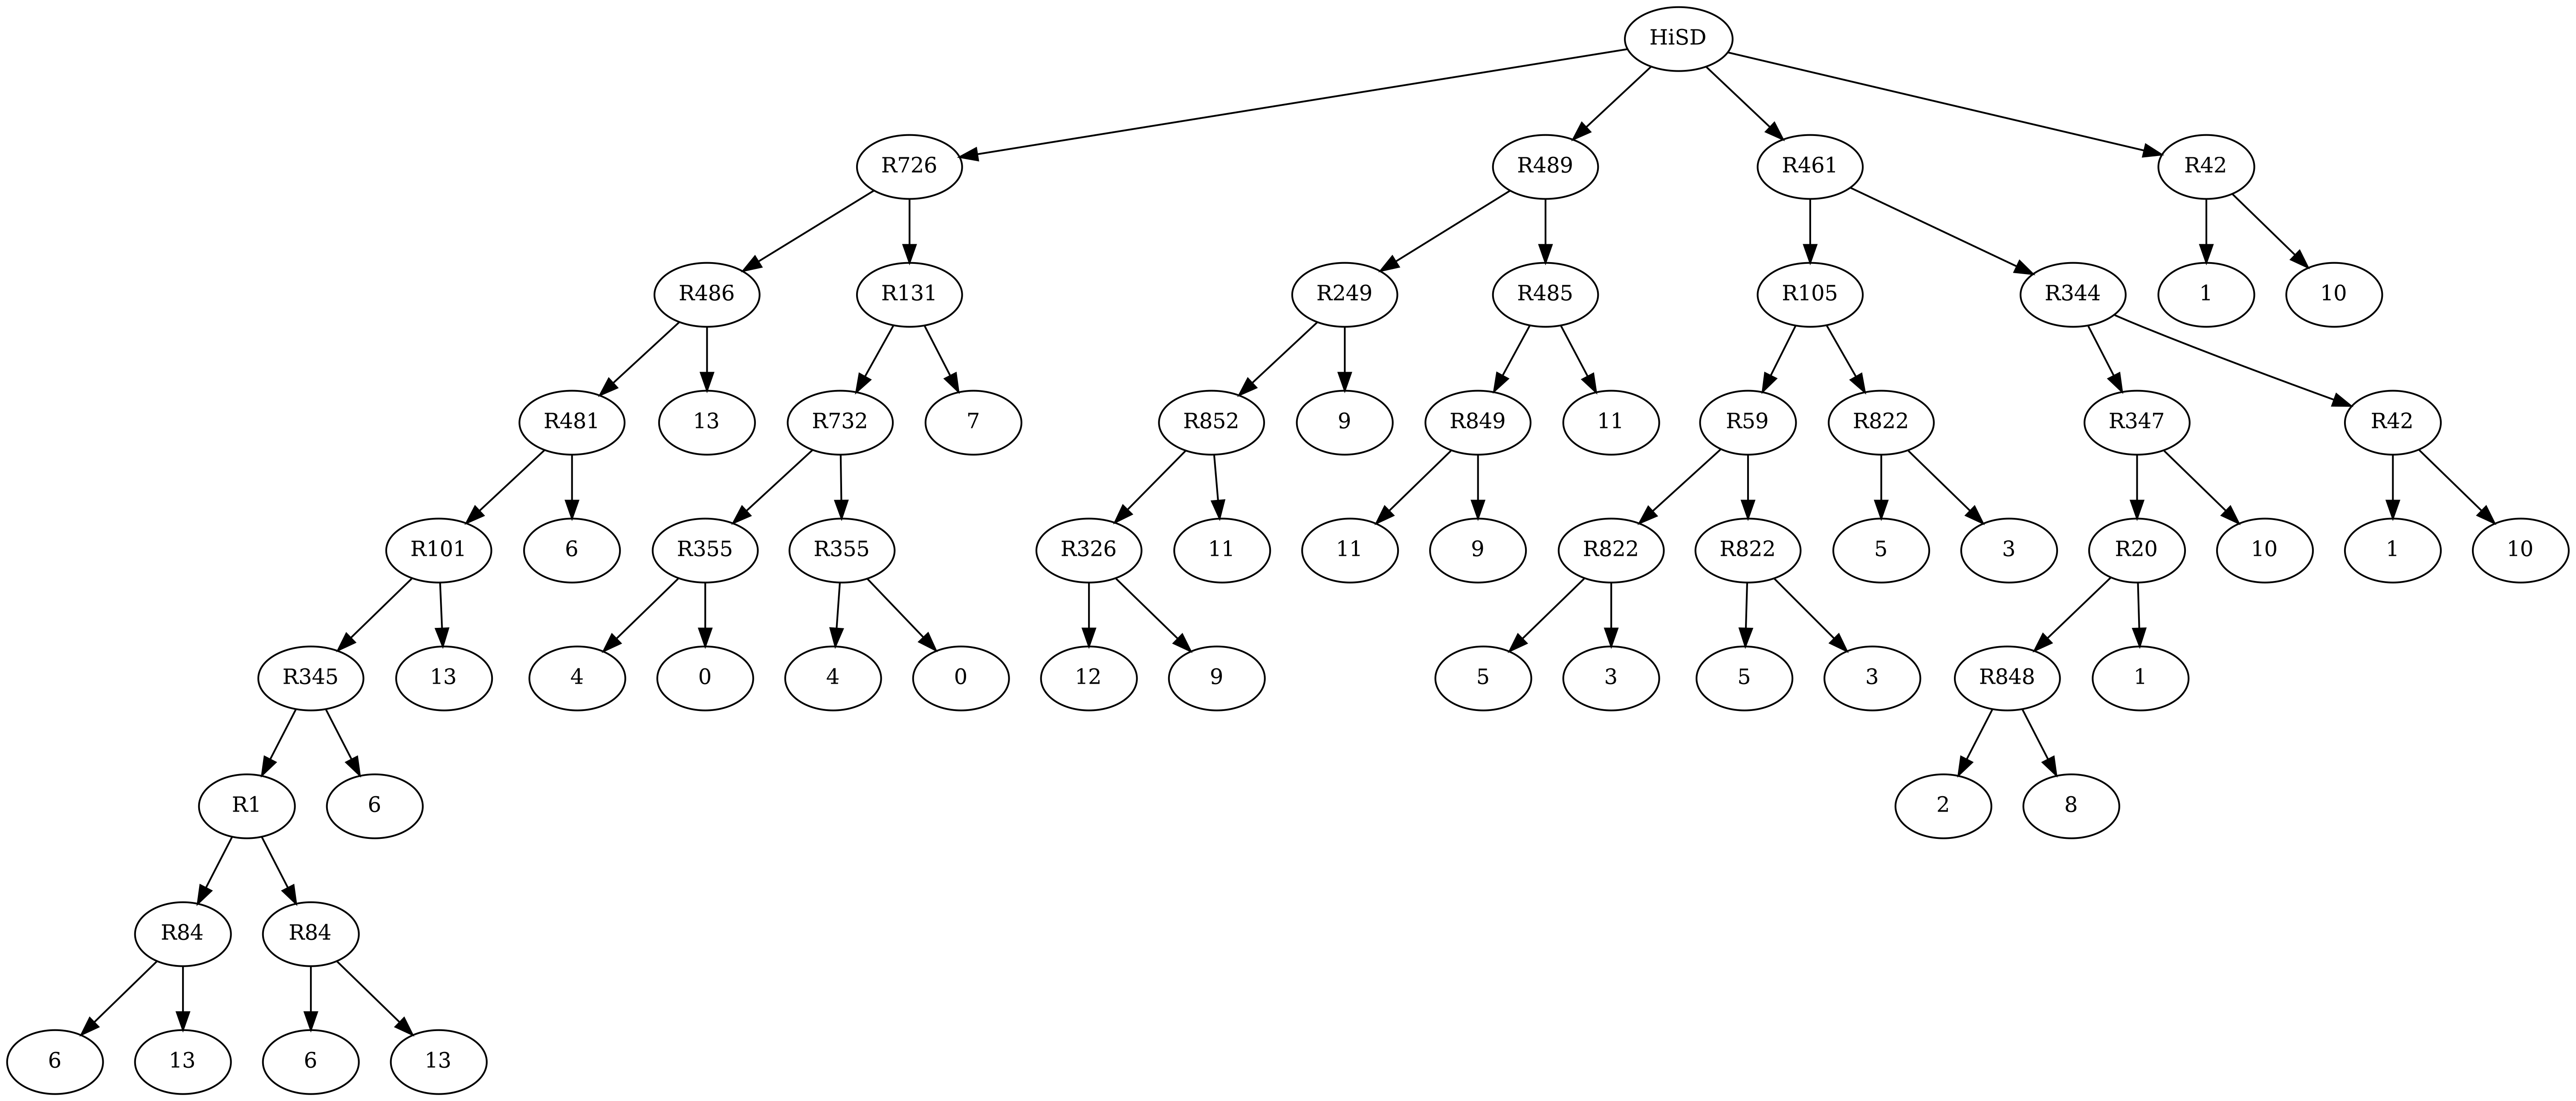 HiSD
R726 R489 R461 R42
R486 R131 R249 R485 R105 R344 1 10
R481 13 R732 7 R852 9 R849 11 R59 R822 R347 R42
R101 6 R355 R355 R326 11 11 9 R822 R822 5 3 R20 10 1 10
R345 13 4 0 4 0 12 9 5 3 5 3 R848 1
R1 6 2 8
R84 R84
6 13 6 13